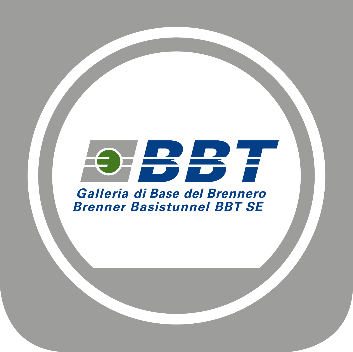 BBT
Galleria di Base del Brennero
Brenner Basistunnel BBT SE